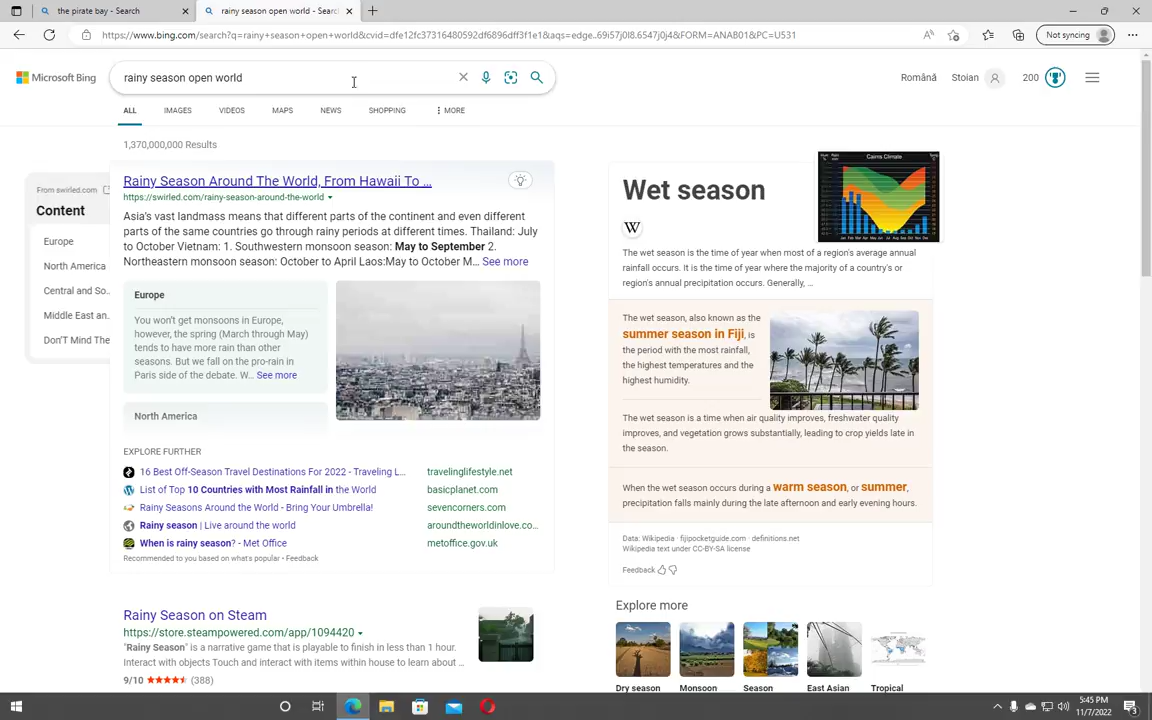 the pirate bay - Search
rainy season open world - Searc
https://www.bing.com/search?q=rainy+season+open+world&cvid=dfe12fc37316480592df6896dff3f1e1&aqs=edge..69i57j0l8.6547j0j4&FORM=ANAB01&PC=U531
Not syncing
Microsoft Bing
rainy season open world
Română
Stoian
200
ALL
IMAGES
VIDEOS
MAPS
NEWS
SHOPPING
MORE
1,370,000,000 Results
From swirled.com
Content
Europe
North America
Central and So..
Middle East an.
Don'T Mind The
Rainy Season Around The World, From Hawaii To ...
https://swirled.com/rainy-season-around-the-world
Asia's vast landmass means that different parts of the continent and even different
parts of the same countries go through rainy periods at different times. Thailand: July
to October Vietnam: 1. Southwestern monsoon season: May to September 2.
Northeastern monsoon season: October to April Laos:May to October M... See more
Europe
You won't get monsoons in Europe,
however, the spring (March through May)
tends to have more rain than other
seasons. But we fall on the pro-rain in
Paris side of the debate. W... See more
North America
EXPLORE FURTHER
16 Best Off-Season Travel Destinations For 2022 - Traveling L...
travelinglifestyle.net
List of Top 10 Countries with Most Rainfall in the World
basicplanet.com
Rainy Seasons Around the World - Bring Your Umbrella!
sevencorners.com
Rainy season | Live around the world
aroundtheworldinlove.co...
When is rainy season? - Met Office
metoffice.gov.uk
Recommended to you based on what's popular • Feedback
Rainy Season on Steam
https://store.steampowered.com/app/1094420
"Rainy Season" is a narrative game that is playable to finish in less than 1 hour.
Interact with objects Touch and interact with items within house to learn about ...
9/10
(388)
Wet season
Cairns Climate
W
The wet season is the time of year when most of a region's average annual
rainfall occurs. It is the time of year where the majority of a country's or
region's annual precipitation occurs. Generally, ...
The wet season, also known as the
summer season in Fiji, is
the period with the most rainfall,
the highest temperatures and the
highest humidity.
The wet season is a time when air quality improves, freshwater quality
improves, and vegetation grows substantially, leading to crop yields late in
the season.
When the wet season occurs during a warm season, or summer,
precipitation falls mainly during the late afternoon and early evening hours.
Data: Wikipedia · fijipocketguide.com · definitions.net
Wikipedia text under CC-BY-SA license
Feedback
Explore more
Dry season
Monsoon
Season
East Asian
Tropical
5:45 PM
11/7/2022
3